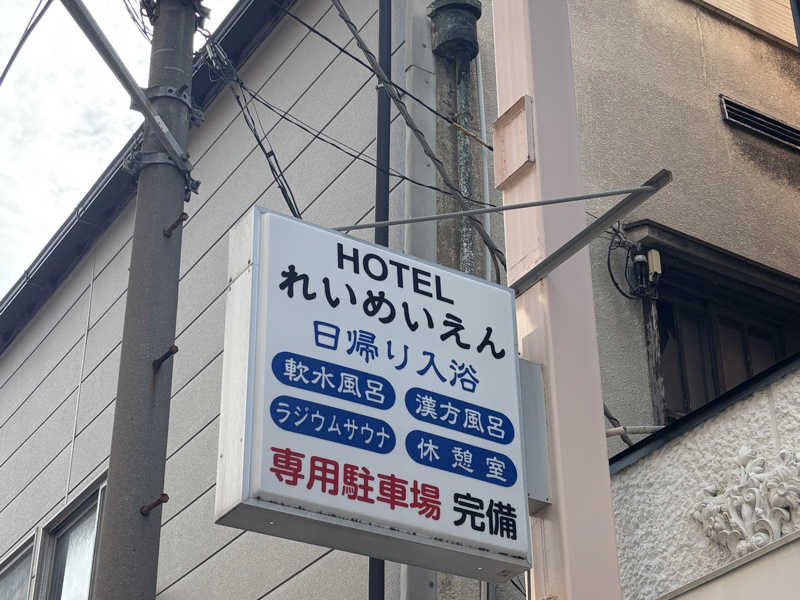 HOTEL
れいめいえん
日帰り入浴
軟水風呂 漢方風呂
ラジウムサウナ 休憩室
専用駐車場 完備